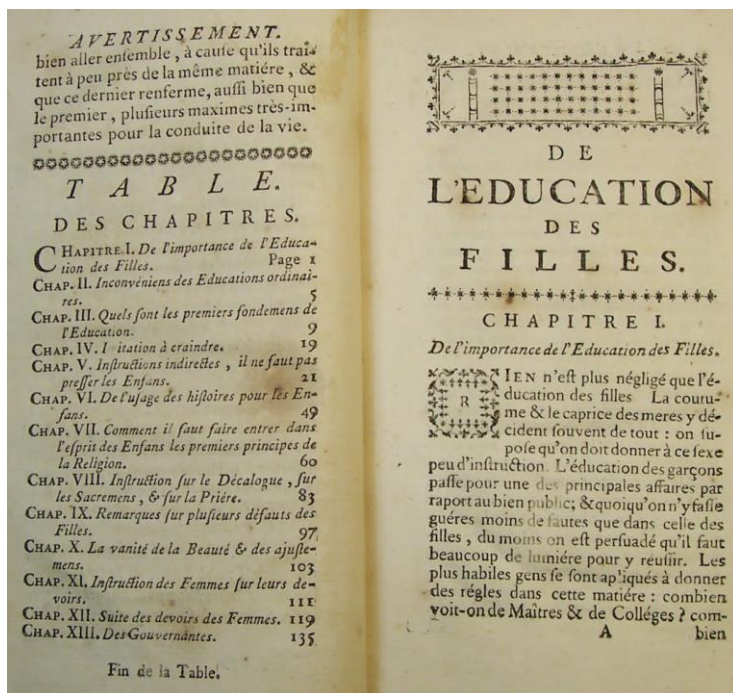 AVERTISSEMENT.
bien aller enſemble , à cauſe qu'ils trai-
tent à peu près de la même matiére , &
que ce dernier renferme, auſſi bien que
le premier , pluſieurs maximes très-im-
portantes pour la conduite de la vie.
TABLE.
DES CHAPITRES.
CHAPITRE. I. De l'importance de l'Educa-
tion des Filles. Page 1
CHAP. II. Inconvéniens des Educations ordinai-
res. 5
CHAP. III. Quels ſont les premiers fondemens de
l'Education. 9
CHAP. IV. I itation à craindre. 19
CHAP. V. Inſtructions indirectes , il ne faut pas
preſſer les Enfans. 21
CHAP. VI. De l'uſage des hiſtoires pour les En-
fans. 49
CHAP. VII. Comment il faut faire entrer dans
l'eſprit des Enfans les premiers principes de
la Religion. 60
CHAP. VIII. Inſtruction ſur le Décalogue , ſur
les Sacremens , & ſur la Priére. 83
CHAP. IX. Remarques ſur pluſieurs défauts des
Filles. 97
CHAP. X. La vanité de la Beauté & des ajuſte-
mens. 103
CHAP. XI. Inſtruction des Femmes ſur leurs de-
voirs. 111
CHAP. XII. Suite des devoirs des Femmes. 119
CHAP. XIII. Des Gouvernantes. 135
Fin de la Table.
DE
L'EDUCATION
DES
FILLES.
CHAPITRE I.
De l'importance de l'Education des Filles.
RIEN n'eſt plus négligé que l'é-
ducation des filles La coutu-
me & le caprice des meres y dé-
cident ſouvent de tout : on ſu-
poſe qu'on doit donner à ce ſexe
peu d'inſtruction. L'éducation des garçons
paſſe pour une des principales affaires par
raport au bien public; & quoiqu'on n'y faſſe
guéres moins de fautes que dans celle des
filles , du moins on eſt perſuadé qu'il faut
beaucoup de lumiére pour y réuſſir. Les
plus habiles gens ſe ſont ap'iqués à donner
des régles dans cette matiére : combien
voit-on de Maîtres & de Colléges ? com-
A bien